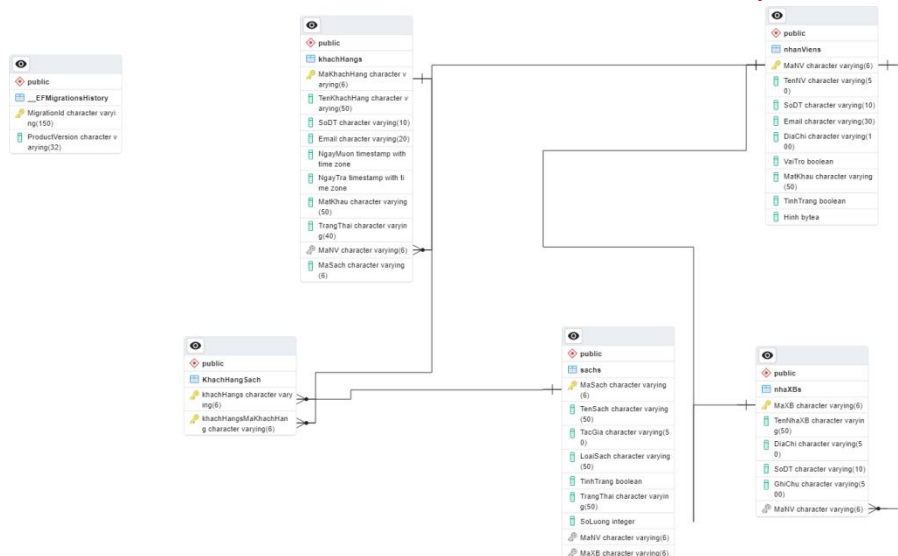 public
__EFMigrationsHistory
MigrationId character varyi
ng(150)
ProductVersion character v
arying(32)
public
khachHangs
MaKhachHang character v
arying(6)
TenKhachHang character v
arying(50)
SoDT character varying(10)
Email character varying(20)
NgayMuon timestamp with
time zone
NgayTra timestamp with ti
me zone
MatKhau character varying
(50)
TrangThai character varyin
g(40)
MaNV character varying(6)
MaSach character varying
(6)
public
nhanViens
MaNV character varying(6)
TenNV character varying(5
0)
SoDT character varying(10)
Email character varying(30)
DiaChi character varying(1
00)
VaiTro boolean
MatKhau character varying
(50)
TinhTrang boolean
Hinh bytea
public
KhachHangSach
khachHangs character vary
ing(6)
khachHangsMaKhachHan
g character varying(6)
public
sachs
MaSach character varying
(6)
TenSach character varying
(50)
TacGia character varying(5
0)
LoaiSach character varying
(50)
TinhTrang boolean
TrangThai character varyin
g(50)
SoLuong integer
MaNV character varying(6)
MaXB character varying(6)
public
nhaXBs
MaXB character varying(6)
TenNhaXB character varyin
g(50)
DiaChi character varying(5
0)
SoDT character varying(10)
GhiChu character varying(5
00)
MaNV character varying(6)